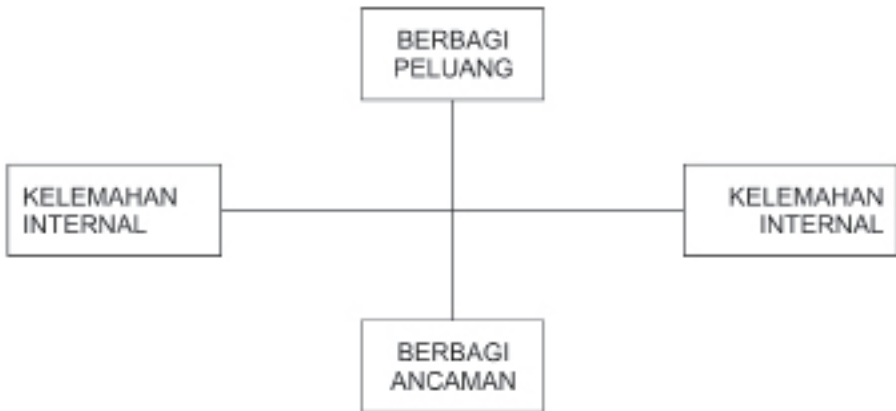 BERBAGI
PELUANG
KELEMAHAN
INTERNAL
KELEMAHAN
INTERNAL
BERBAGI
ANCAMAN